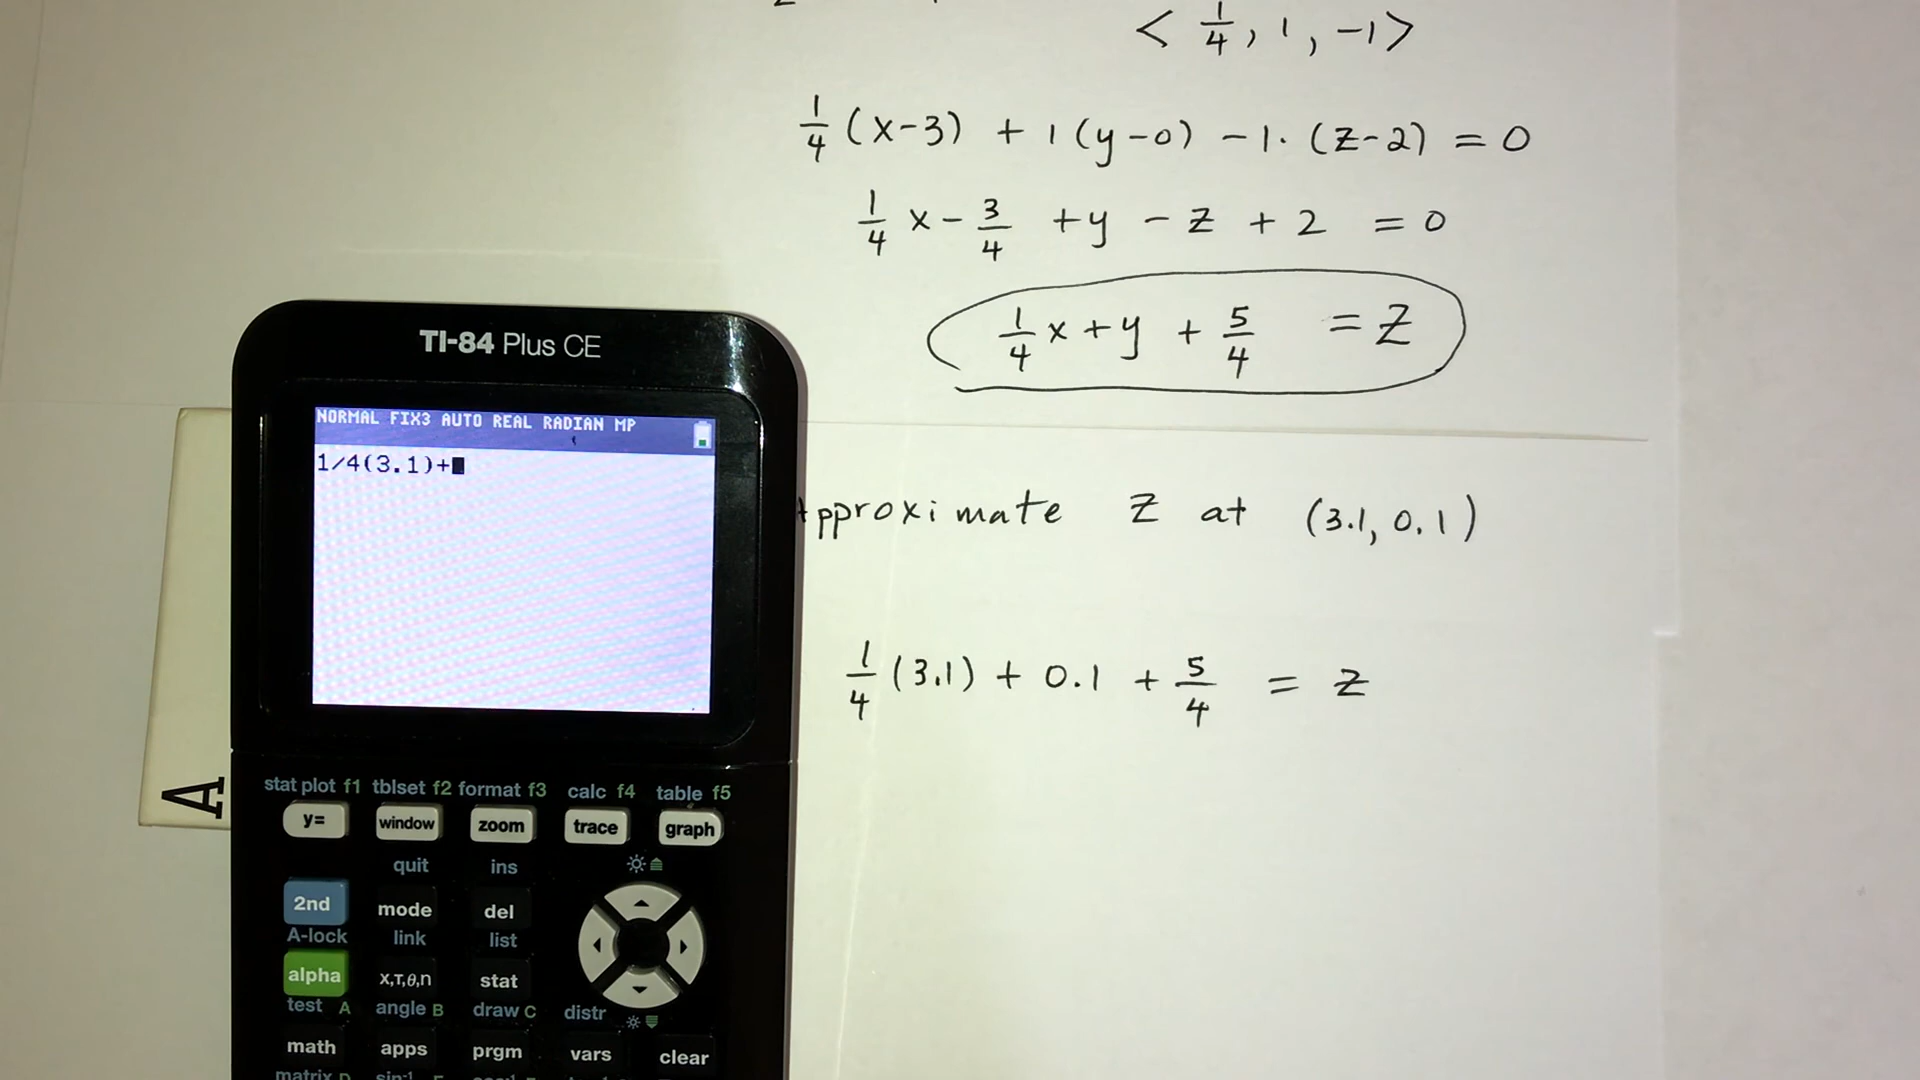 < 1/4, 1, -1>
1/4 (x-3) + 1(y-0) -1· (z-2) = 0
1/4 x - 3/4 + y - z + 2 = 0
1/4 x + y + 5/4 = z
TI-84 Plus CE
NORMAL FIX3 AUTO REAL RADIAN MP
1/4(3.1)+
pproximate z at (3.1, 0.1)
1/4 (3.1) + 0.1 + 5/4 = z
A
stat plot f1 tblset f2 format f3 calc f4 table f5
y= window zoom trace graph
quit ins
2nd mode del
A-lock link list
alpha X,T,θ,n stat
test A angle B draw C distr
math apps prgm vars clear
matrix D sin⁻¹ E